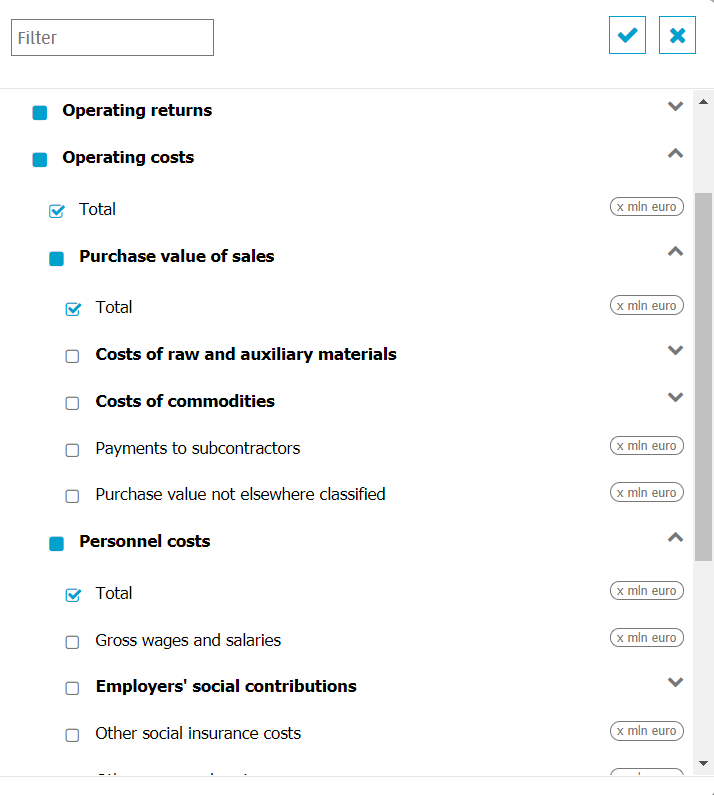 Filter
Operating returns
Operating costs
Total x mln euro
Purchase value of sales
Total x mln euro
Costs of raw and auxiliary materials
Costs of commodities
Payments to subcontractors x mln euro
Purchase value not elsewhere classified x mln euro
Personnel costs
Total x mln euro
Gross wages and salaries x mln euro
Employers' social contributions
Other social insurance costs x mln euro